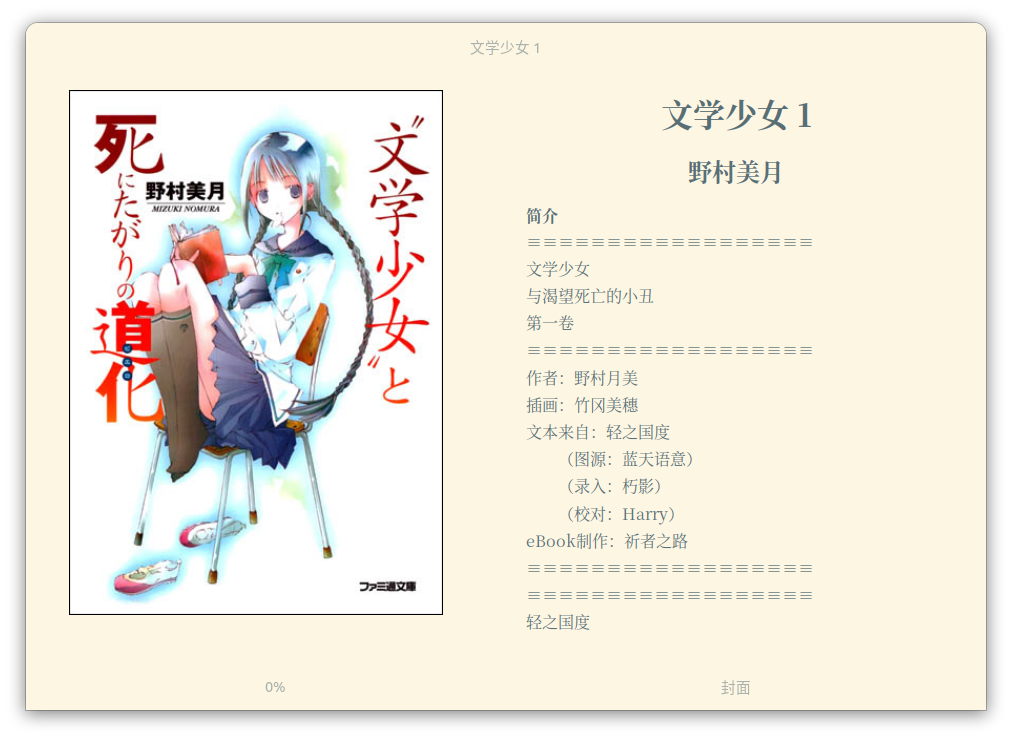 文学少女 1
“文学少女”と
死にたがりの道化
野村美月
MIZUKI NOMURA
ファミ通文庫
文学少女 1
野村美月
简介
==================
文学少女
与渴望死亡的小丑
第一卷
==================
作者：野村月美
插画：竹冈美穗
文本来自：轻之国度
（图源：蓝天语意）
（录入：朽影）
（校对：Harry）
eBook制作：祈者之路
==================
==================
轻之国度
0%
封面